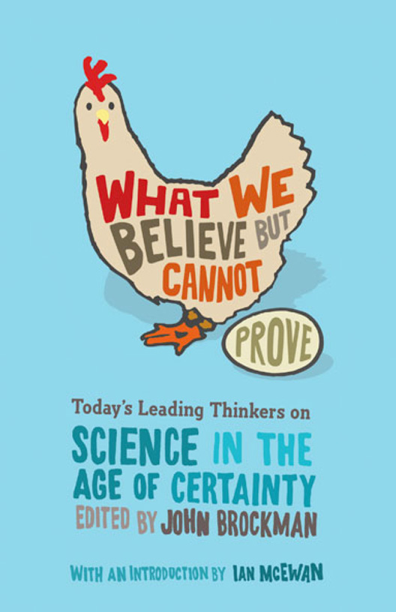 WHAT WE
BELIEVE BUT
CANNOT
PROVE
Today's Leading Thinkers on
SCIENCE IN THE
AGE OF CERTAINTY
EDITED BY JOHN BROCKMAN
WITH AN INTRODUCTION BY IAN McEWAN